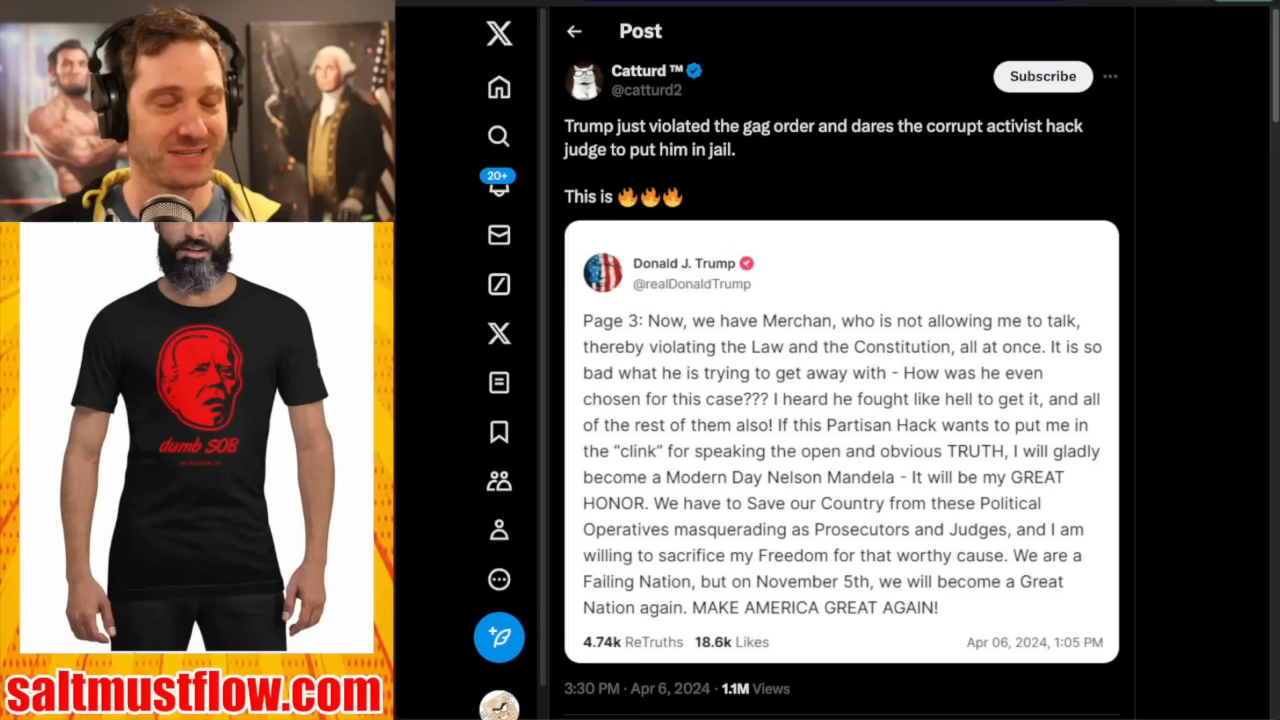 Post
Catturd ™
@catturd2
Subscribe
Trump just violated the gag order and dares the corrupt activist hack
judge to put him in jail.
This is 🔥🔥🔥
Donald J. Trump
@realDonaldTrump
Page 3: Now, we have Merchan, who is not allowing me to talk,
thereby violating the Law and the Constitution, all at once. It is so
bad what he is trying to get away with - How was he even
chosen for this case??? I heard he fought like hell to get it, and all
of the rest of them also! If this Partisan Hack wants to put me in
the “clink” for speaking the open and obvious TRUTH, I will gladly
become a Modern Day Nelson Mandela - It will be my GREAT
HONOR. We have to Save our Country from these Political
Operatives masquerading as Prosecutors and Judges, and I am
willing to sacrifice my Freedom for that worthy cause. We are a
Failing Nation, but on November 5th, we will become a Great
Nation again. MAKE AMERICA GREAT AGAIN!
4.74k ReTruths 18.6k Likes
Apr 06, 2024, 1:05 PM
3:30 PM · Apr 6, 2024 · 1.1M Views
20+
dumb SOB
saltmustflow.com